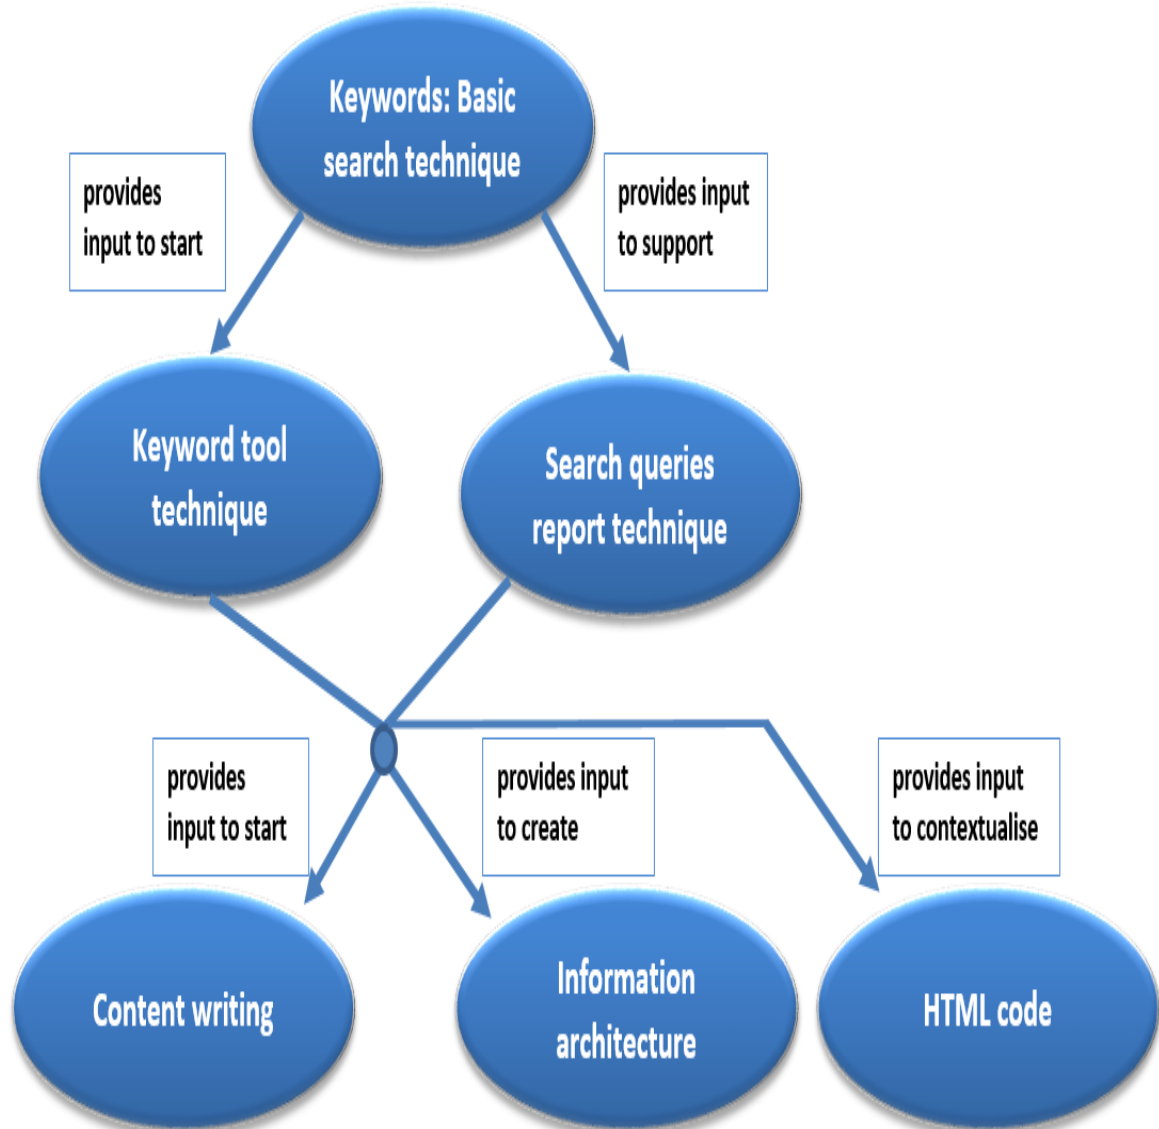 Keywords: Basic
search technique
provides
input to start
provides input
to support
Keyword tool
technique
Search queries
report technique
provides
input to start
provides input
to create
provides input
to contextualise
Content writing
Information
architecture
HTML code